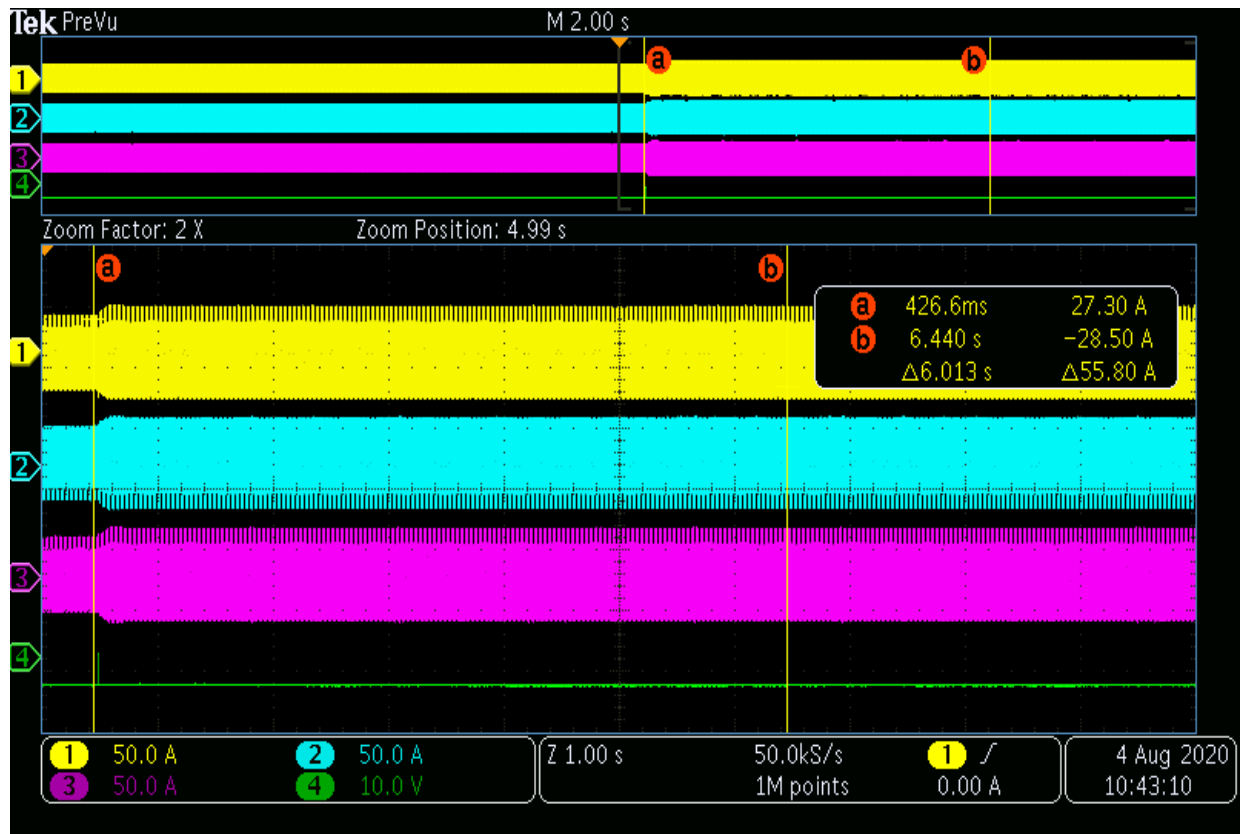 Tek PreVu M 2.00 s
a b
1
2
3
4
Zoom Factor: 2 X Zoom Position: 4.99 s
a b
a 426.6ms 27.30 A
b 6.440 s −28.50 A
Δ6.013 s Δ55.80 A
1
2
3
4
1 50.0 A 2 50.0 A Z 1.00 s 50.0kS/s 1 4 Aug 2020
3 50.0 A 4 10.0 V 1M points 0.00 A 10:43:10